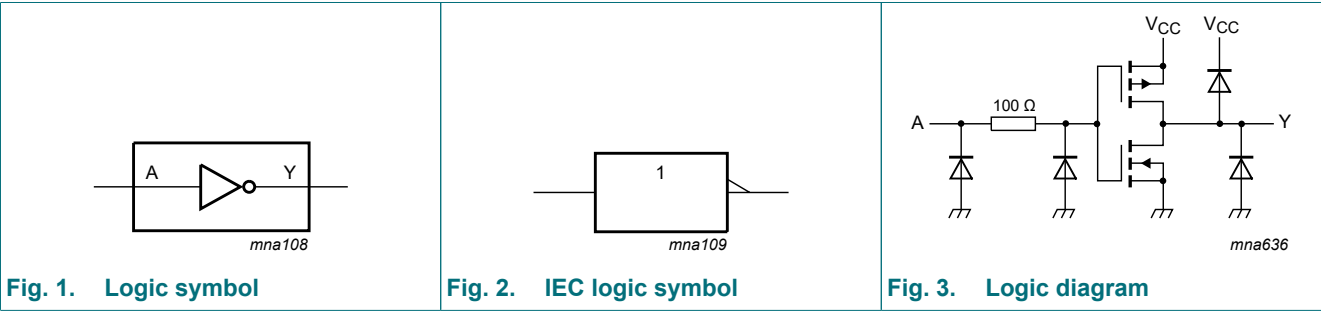 A Y
mna108
Fig. 1. Logic symbol
1
mna109
Fig. 2. IEC logic symbol
VCC VCC
100 Ω
A Y
mna636
Fig. 3. Logic diagram